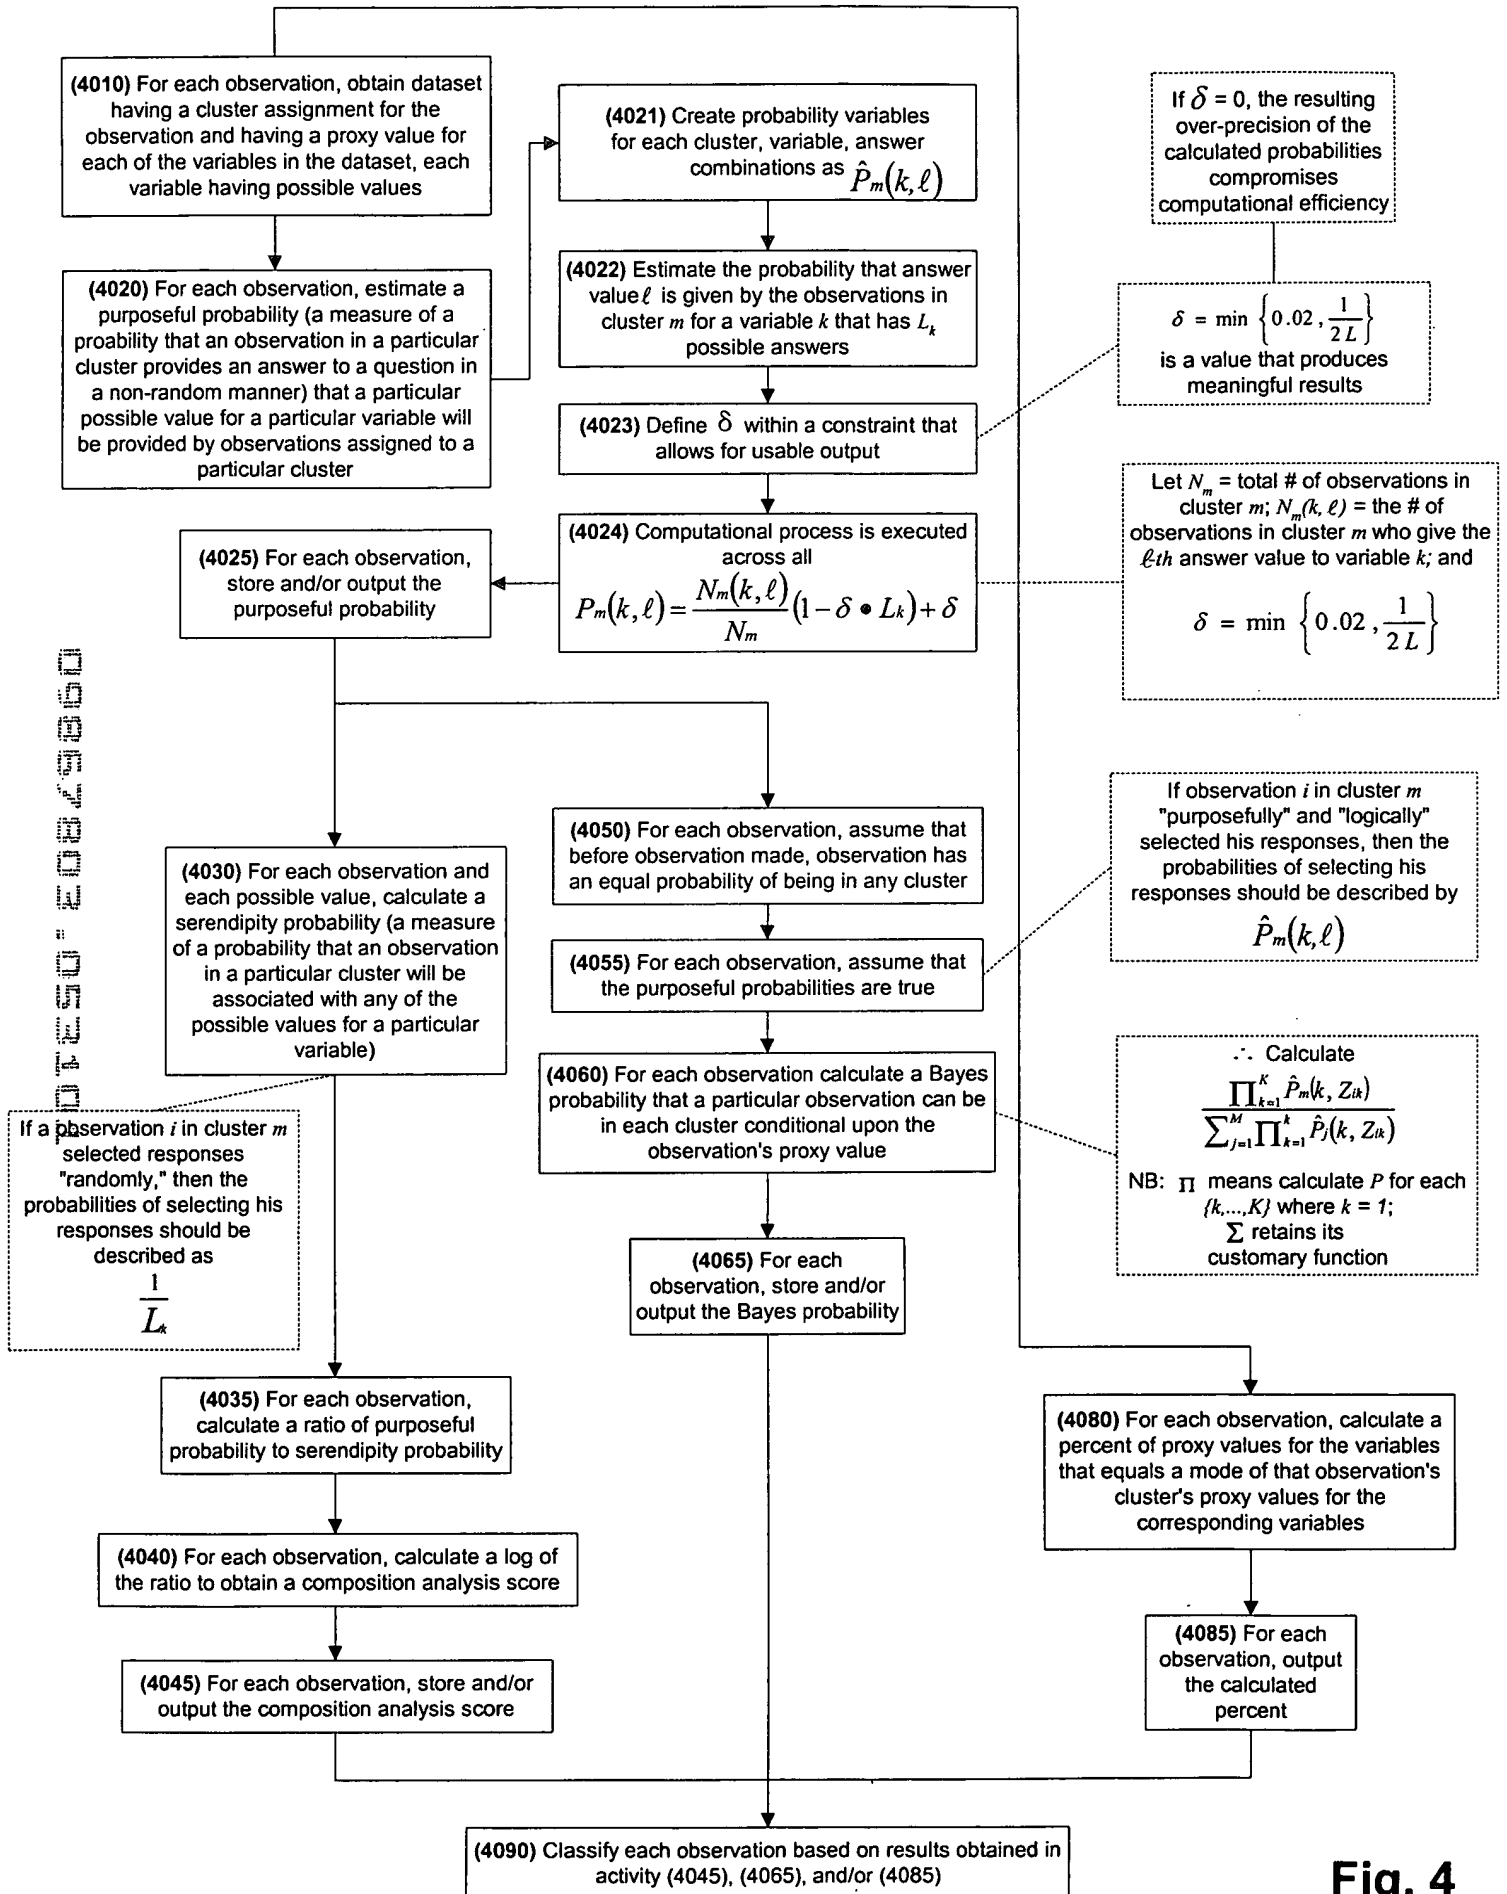 (4010) For each observation, obtain dataset
having a cluster assignment for the
observation and having a proxy value for
each of the variables in the dataset, each
variable having possible values
(4020) For each observation, estimate a
purposeful probability (a measure of a
proability that an observation in a particular
cluster provides an answer to a question in
a non-random manner) that a particular
possible value for a particular variable will
be provided by observations assigned to a
particular cluster
(4021) Create probability variables
for each cluster, variable, answer
combinations as P̂m(k,ℓ)
(4022) Estimate the probability that answer
value ℓ is given by the observations in
cluster m for a variable k that has Lk
possible answers
(4023) Define δ within a constraint that
allows for usable output
(4024) Computational process is executed
across all
Pm(k,ℓ) = Nm(k,ℓ) / Nm (1 − δ • Lk) + δ
(4025) For each observation,
store and/or output the
purposeful probability
If δ = 0, the resulting
over-precision of the
calculated probabilities
compromises
computational efficiency
δ = min {0.02 , 1 / 2L}
is a value that produces
meaningful results
Let Nm = total # of observations in
cluster m; Nm(k, ℓ) = the # of
observations in cluster m who give the
ℓ-th answer value to variable k; and
δ = min {0.02 , 1 / 2L}
(4030) For each observation and
each possible value, calculate a
serendipity probability (a measure
of a probability that an observation
in a particular cluster will be
associated with any of the
possible values for a particular
variable)
If a observation i in cluster m
selected responses
"randomly," then the
probabilities of selecting his
responses should be
described as
1 / Lk
(4035) For each observation,
calculate a ratio of purposeful
probability to serendipity probability
(4040) For each observation, calculate a log of
the ratio to obtain a composition analysis score
(4045) For each observation, store and/or
output the composition analysis score
(4050) For each observation, assume that
before observation made, observation has
an equal probability of being in any cluster
(4055) For each observation, assume that
the purposeful probabilities are true
(4060) For each observation calculate a Bayes
probability that a particular observation can be
in each cluster conditional upon the
observation's proxy value
(4065) For each
observation, store and/or
output the Bayes probability
If observation i in cluster m
"purposefully" and "logically"
selected his responses, then the
probabilities of selecting his
responses should be described by
P̂m(k,ℓ)
∴ Calculate
∏ᴷk=1 P̂m(k, Zik)
∑ᴹj=1 ∏ᵏk=1 P̂j(k, Zik)
NB: ∏ means calculate P for each
{k,...,K} where k = 1;
∑ retains its
customary function
(4080) For each observation, calculate a
percent of proxy values for the variables
that equals a mode of that observation's
cluster's proxy values for the
corresponding variables
(4085) For each
observation, output
the calculated
percent
(4090) Classify each observation based on results obtained in
activity (4045), (4065), and/or (4085)
Fig. 4